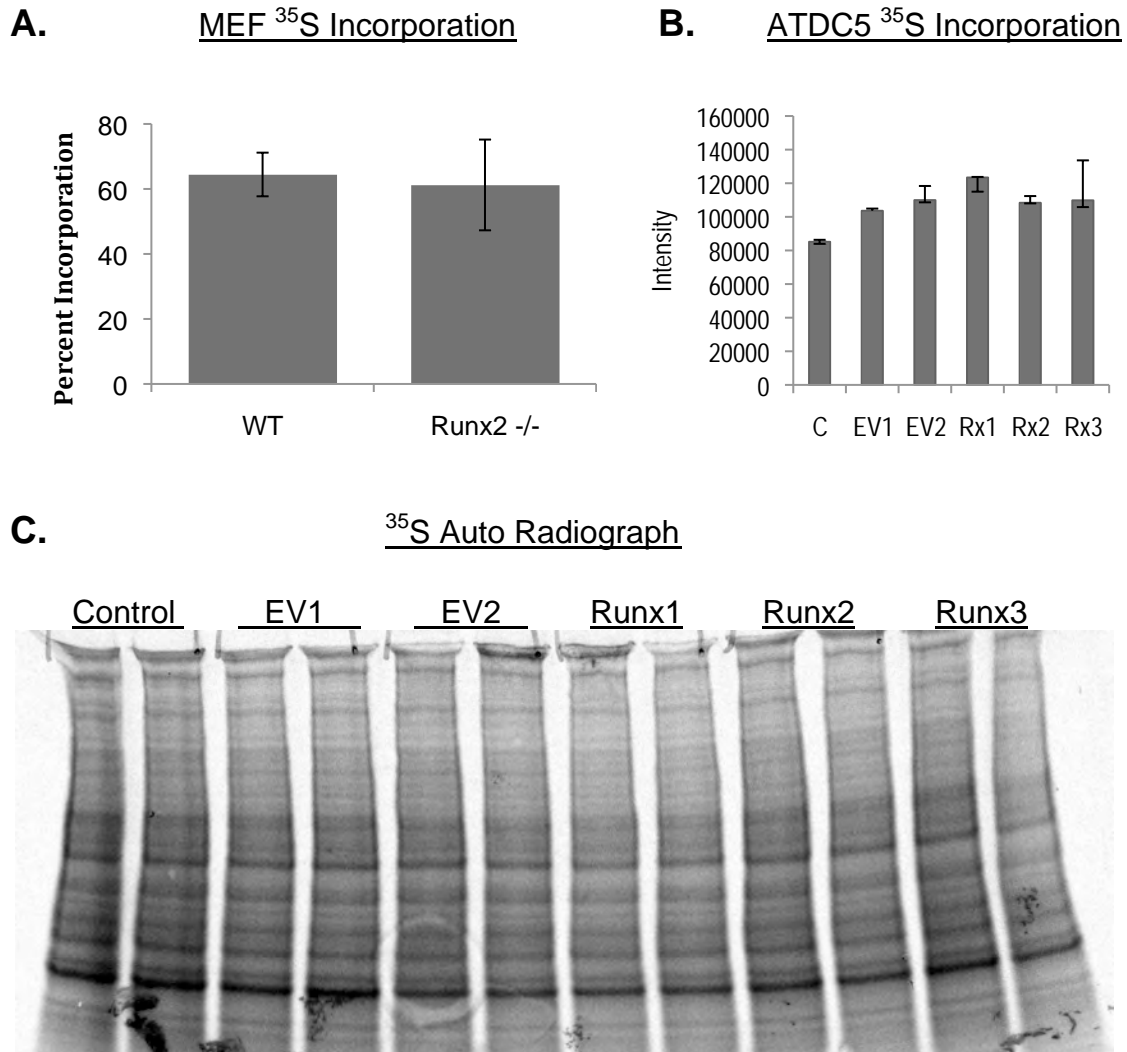 A.
MEF ³⁵S Incorporation
Percent Incorporation
80
60
40
20
0
WT
Runx2 -/-
B.
ATDC5 ³⁵S Incorporation
Intensity
160000
140000
120000
100000
80000
60000
40000
20000
0
C EV1 EV2 Rx1 Rx2 Rx3
C.
³⁵S Auto Radiograph
Control EV1 EV2 Runx1 Runx2 Runx3